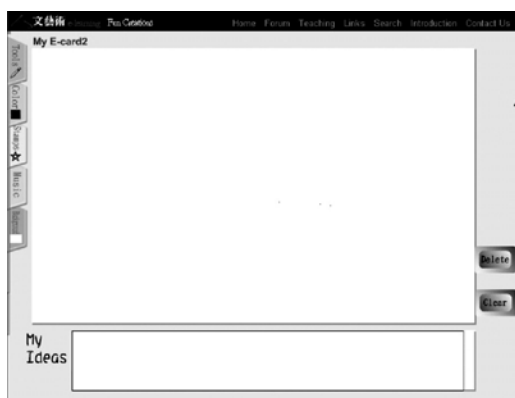 文藝術 e-learning Fun Creations Home Forum Teaching Links Search Introduction Contact Us
My E-card2
Tools
Color
Stamps
Music
Delete
Clear
My
Ideas